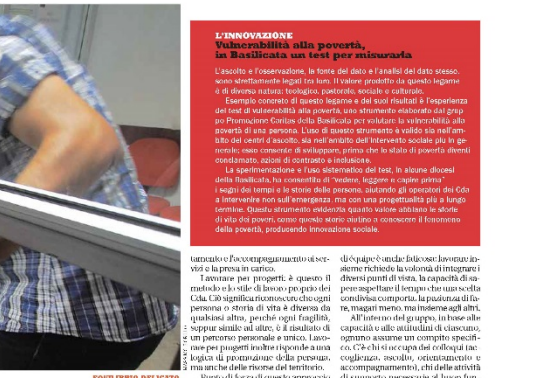 L'INNOVAZIONE
Vulnerabilità alla povertà,
in Basilicata un test per misurarla
L'ascolto e l'osservazione, la fonte del dato e l'analisi del dato stesso,
sono strettamente legati tra loro. Il valore prodotto da questo legame
è di diversa natura: teologico, pastorale, sociale e culturale.
Esempio concreto di questo legame e dei suoi risultati è l'esperienza
del test di vulnerabilità alla povertà, uno strumento elaborato dal grup
po Promozione Caritas della Basilicata per valutare la vulnerabilità alla
povertà di una persona. L'uso di questo strumento è valido sia nell'am-
bito dei centri d'ascolto, sia nell'ambito dell'intervento sociale più in ge-
nerale; esso consente di sviluppare, prima che lo stato di povertà diventi
conclamato, azioni di contrasto e inclusione.
La sperimentazione e l'uso sistematico del test, in alcune diocesi
della Basilicata, ha consentito di "vedere, leggere e capire prima"
i segni dei tempi e le storie delle persone, aiutando gli operatori dei Cda
a intervenire non sull'emergenza, ma con una progettualità più a lungo
termine. Questo strumento evidenzia quanto valore abbiano le storie
di vita dei poveri, come queste storie aiutino a conoscere il fenomeno
della povertà, producendo innovazione sociale.
tamento e l'accompagnamento ai ser-
vizi e la presa in carico.
Lavorare per progetti: è questo il
metodo e lo stile di lavoro proprio dei
Cda. Ciò significa riconoscere che ogni
persona o storia di vita è diversa da
qualsiasi altra, perché ogni fragilità,
seppur simile ad altre, è il risultato di
un percorso personale e unico. Lavo-
rare per progetti inoltre risponde a una
logica di promozione della persona,
ma anche delle risorse del territorio.
Punto di forza di questo approccio
di équipe è anche faticoso: lavorare in-
sieme richiede la volontà di integrare i
diversi punti di vista, la capacità di sa-
pere aspettare il tempo che una scelta
condivisa comporta, la pazienza di fa-
re, magari meno, ma insieme agli altri.
All'interno del gruppo, in base alle
capacità e alle attitudini di ciascuno,
ognuno assume un compito specifi-
co. C'è chi si occupa dei colloqui (ac-
coglienza, ascolto, orientamento e
accompagnamento), chi delle attività
di supporto necessarie al buon fun-